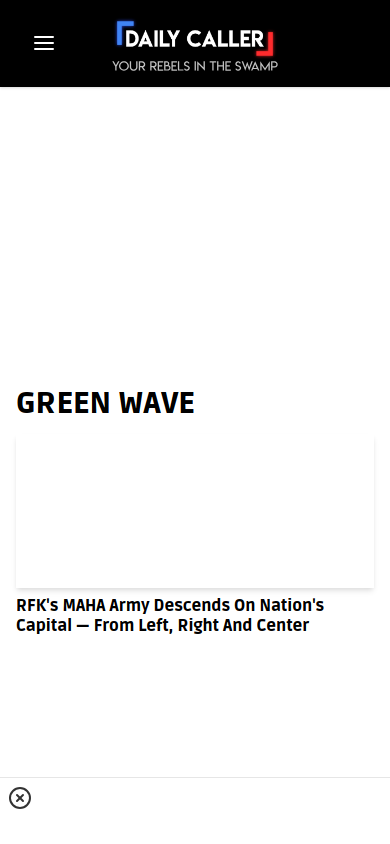 DAILY CALLER
YOUR REBELS IN THE SWAMP
GREEN WAVE
RFK's MAHA Army Descends On Nation's
Capital — From Left, Right And Center